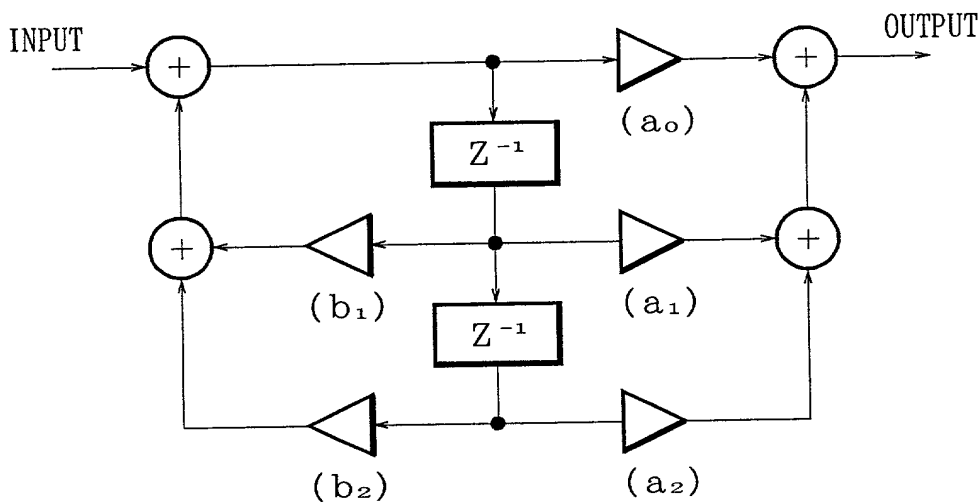 INPUT
OUTPUT
+
+
(a₀)
Z⁻¹
+
+
(b₁)
(a₁)
Z⁻¹
(b₂)
(a₂)